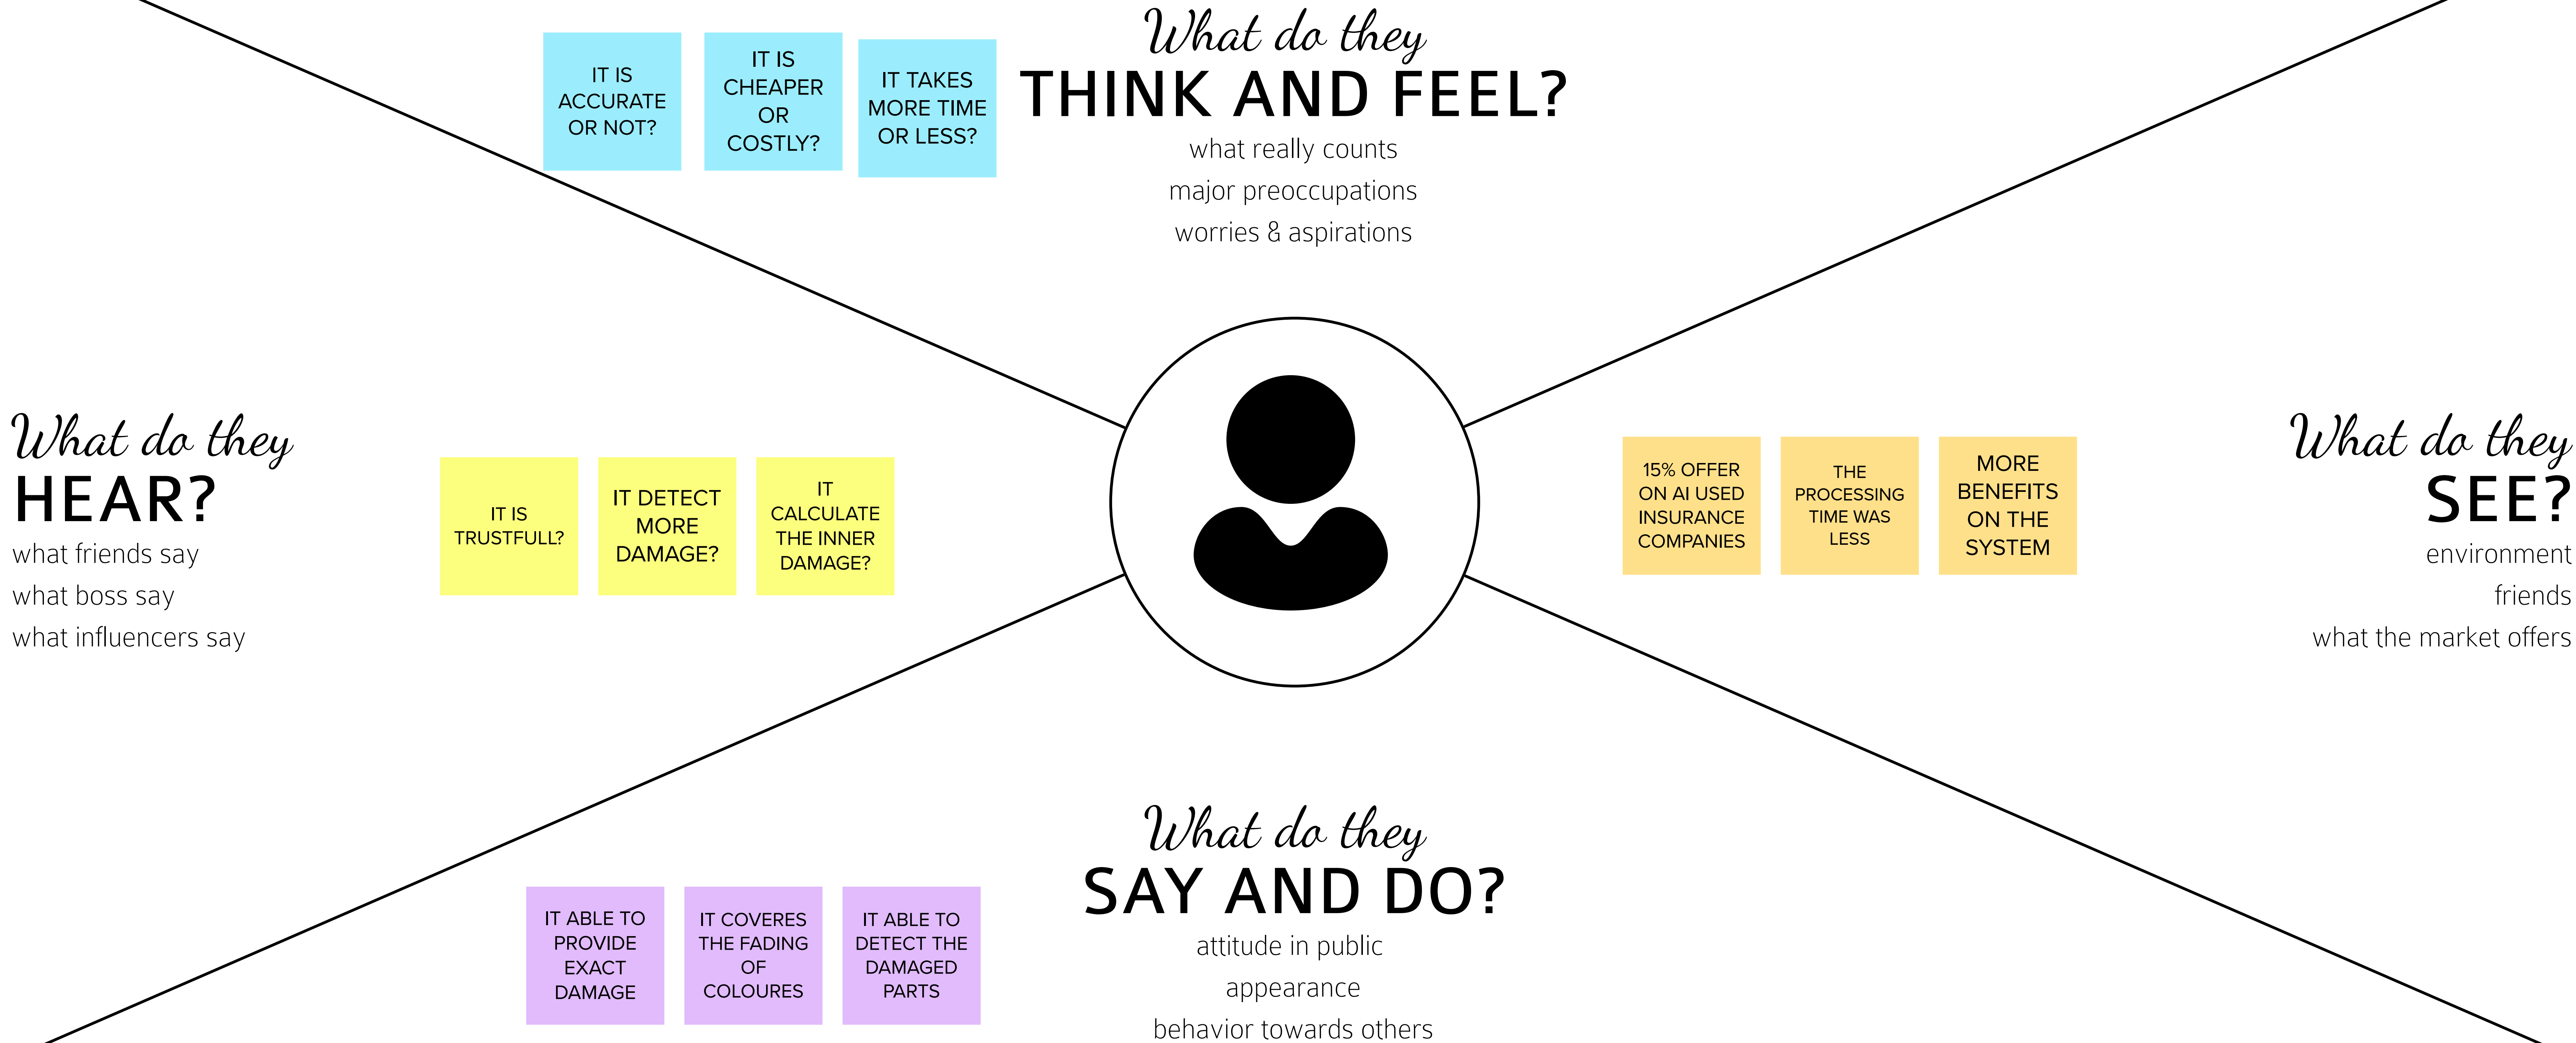 What do they
THINK AND FEEL?
what really counts
major preoccupations
worries & aspirations
IT IS
ACCURATE
OR NOT?
IT IS
CHEAPER
OR
COSTLY?
IT TAKES
MORE TIME
OR LESS?
What do they
HEAR?
what friends say
what boss say
what influencers say
IT IS
TRUSTFULL?
IT DETECT
MORE
DAMAGE?
IT
CALCULATE
THE INNER
DAMAGE?
15% OFFER
ON AI USED
INSURANCE
COMPANIES
THE
PROCESSING
TIME WAS
LESS
MORE
BENEFITS
ON THE
SYSTEM
What do they
SEE?
environment
friends
what the market offers
What do they
SAY AND DO?
attitude in public
appearance
behavior towards others
IT ABLE TO
PROVIDE
EXACT
DAMAGE
IT COVERES
THE FADING
OF
COLOURES
IT ABLE TO
DETECT THE
DAMAGED
PARTS